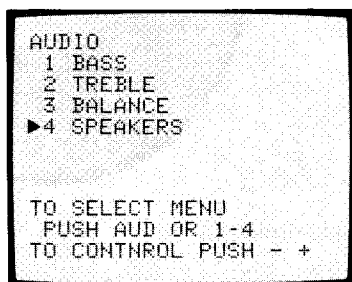 AUDIO
1 BASS
2 TREBLE
3 BALANCE
▶4 SPEAKERS
TO SELECT MENU
PUSH AUD OR 1-4
TO CONTNROL PUSH - +